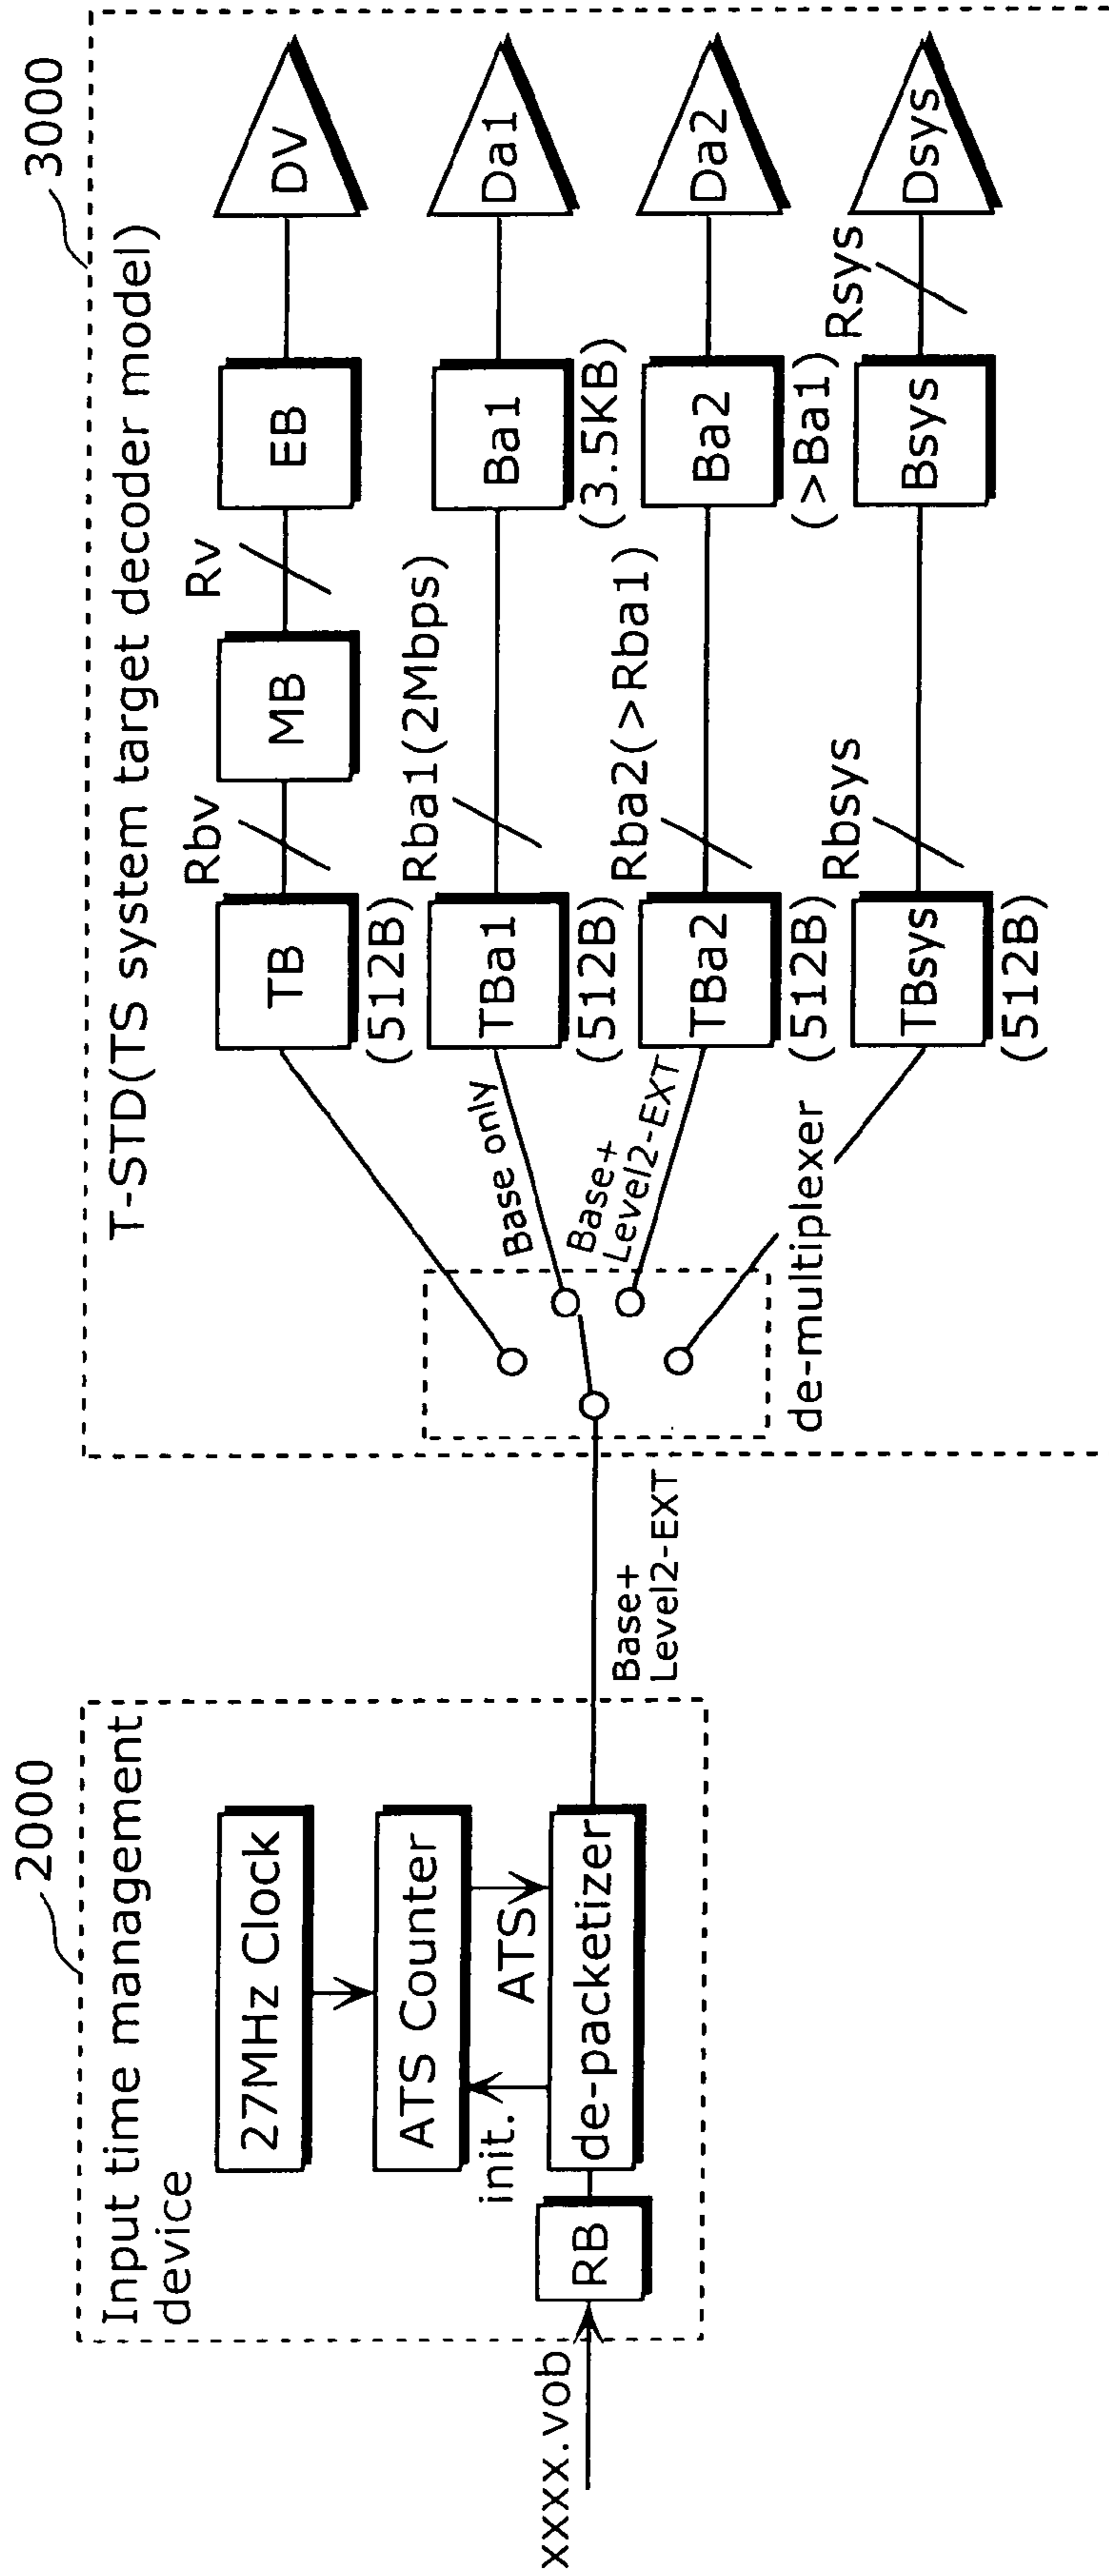 2000
Input time management
device
27MHz Clock
ATS Counter
init.
ATS
RB
de-packetizer
xxxx.vob
Base+
Level2-EXT
3000
T-STD(TS system target decoder model)
de-multiplexer
TB
(512B)
Rbv
MB
Rv
EB
DV
Base only
TBa1
(512B)
Rba1(2Mbps)
Ba1
(3.5KB)
Da1
Base+
Level2-EXT
TBa2
(512B)
Rba2(>Rba1)
Ba2
(>Ba1)
Da2
TBsys
(512B)
Rbsys
Bsys
Rsys
Dsys